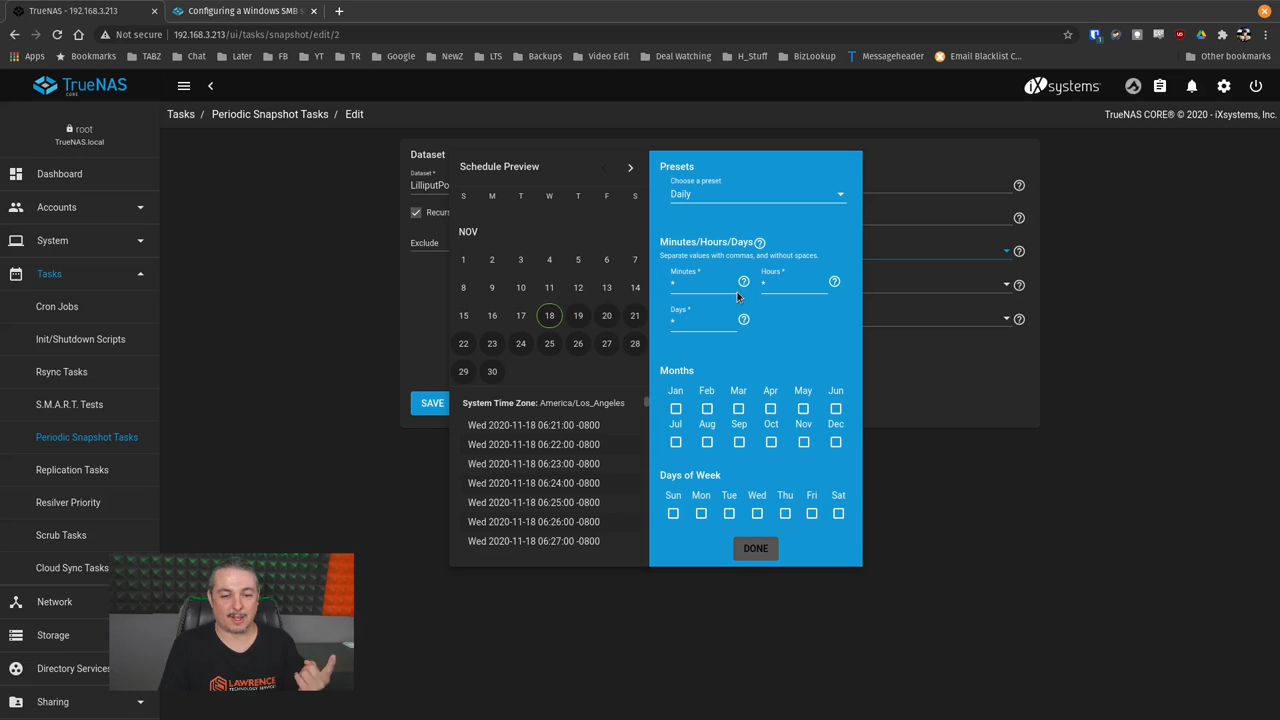 TrueNAS - 192.168.3.213
Configuring a Windows SMB s
Not secure
192.168.3.213/ui/tasks/snapshot/edit/2
Apps
Bookmarks
TABZ
Chat
Later
FB
YT
TR
Google
NewZ
LTS
Backups
Video Edit
Deal Watching
H_Stuff
BizLookup
Messageheader
Email Blacklist C...
Other bookmarks
TrueNAS
CORE
iXsystems
root
TrueNAS.local
Tasks / Periodic Snapshot Tasks / Edit
TrueNAS CORE® © 2020 - iXsystems, Inc.
Dashboard
Accounts
System
Tasks
Cron Jobs
Init/Shutdown Scripts
Rsync Tasks
S.M.A.R.T. Tests
Periodic Snapshot Tasks
Replication Tasks
Resilver Priority
Scrub Tasks
Cloud Sync Tasks
Network
Storage
Directory Services
Sharing
Dataset
Dataset *
LilliputPo
Recurs
Exclude
SAVE
Schedule Preview
S M T W T F S
NOV
1 2 3 4 5 6 7
8 9 10 11 12 13 14
15 16 17 18 19 20 21
22 23 24 25 26 27 28
29 30
System Time Zone: America/Los_Angeles
Wed 2020-11-18 06:21:00 -0800
Wed 2020-11-18 06:22:00 -0800
Wed 2020-11-18 06:23:00 -0800
Wed 2020-11-18 06:24:00 -0800
Wed 2020-11-18 06:25:00 -0800
Wed 2020-11-18 06:26:00 -0800
Wed 2020-11-18 06:27:00 -0800
Presets
Choose a preset
Daily
Minutes/Hours/Days
Separate values with commas, and without spaces.
Minutes * Hours *
* *
Days *
*
Months
Jan Feb Mar Apr May Jun
Jul Aug Sep Oct Nov Dec
Days of Week
Sun Mon Tue Wed Thu Fri Sat
DONE
LAWRENCE
TECHNOLOGY SERVICES